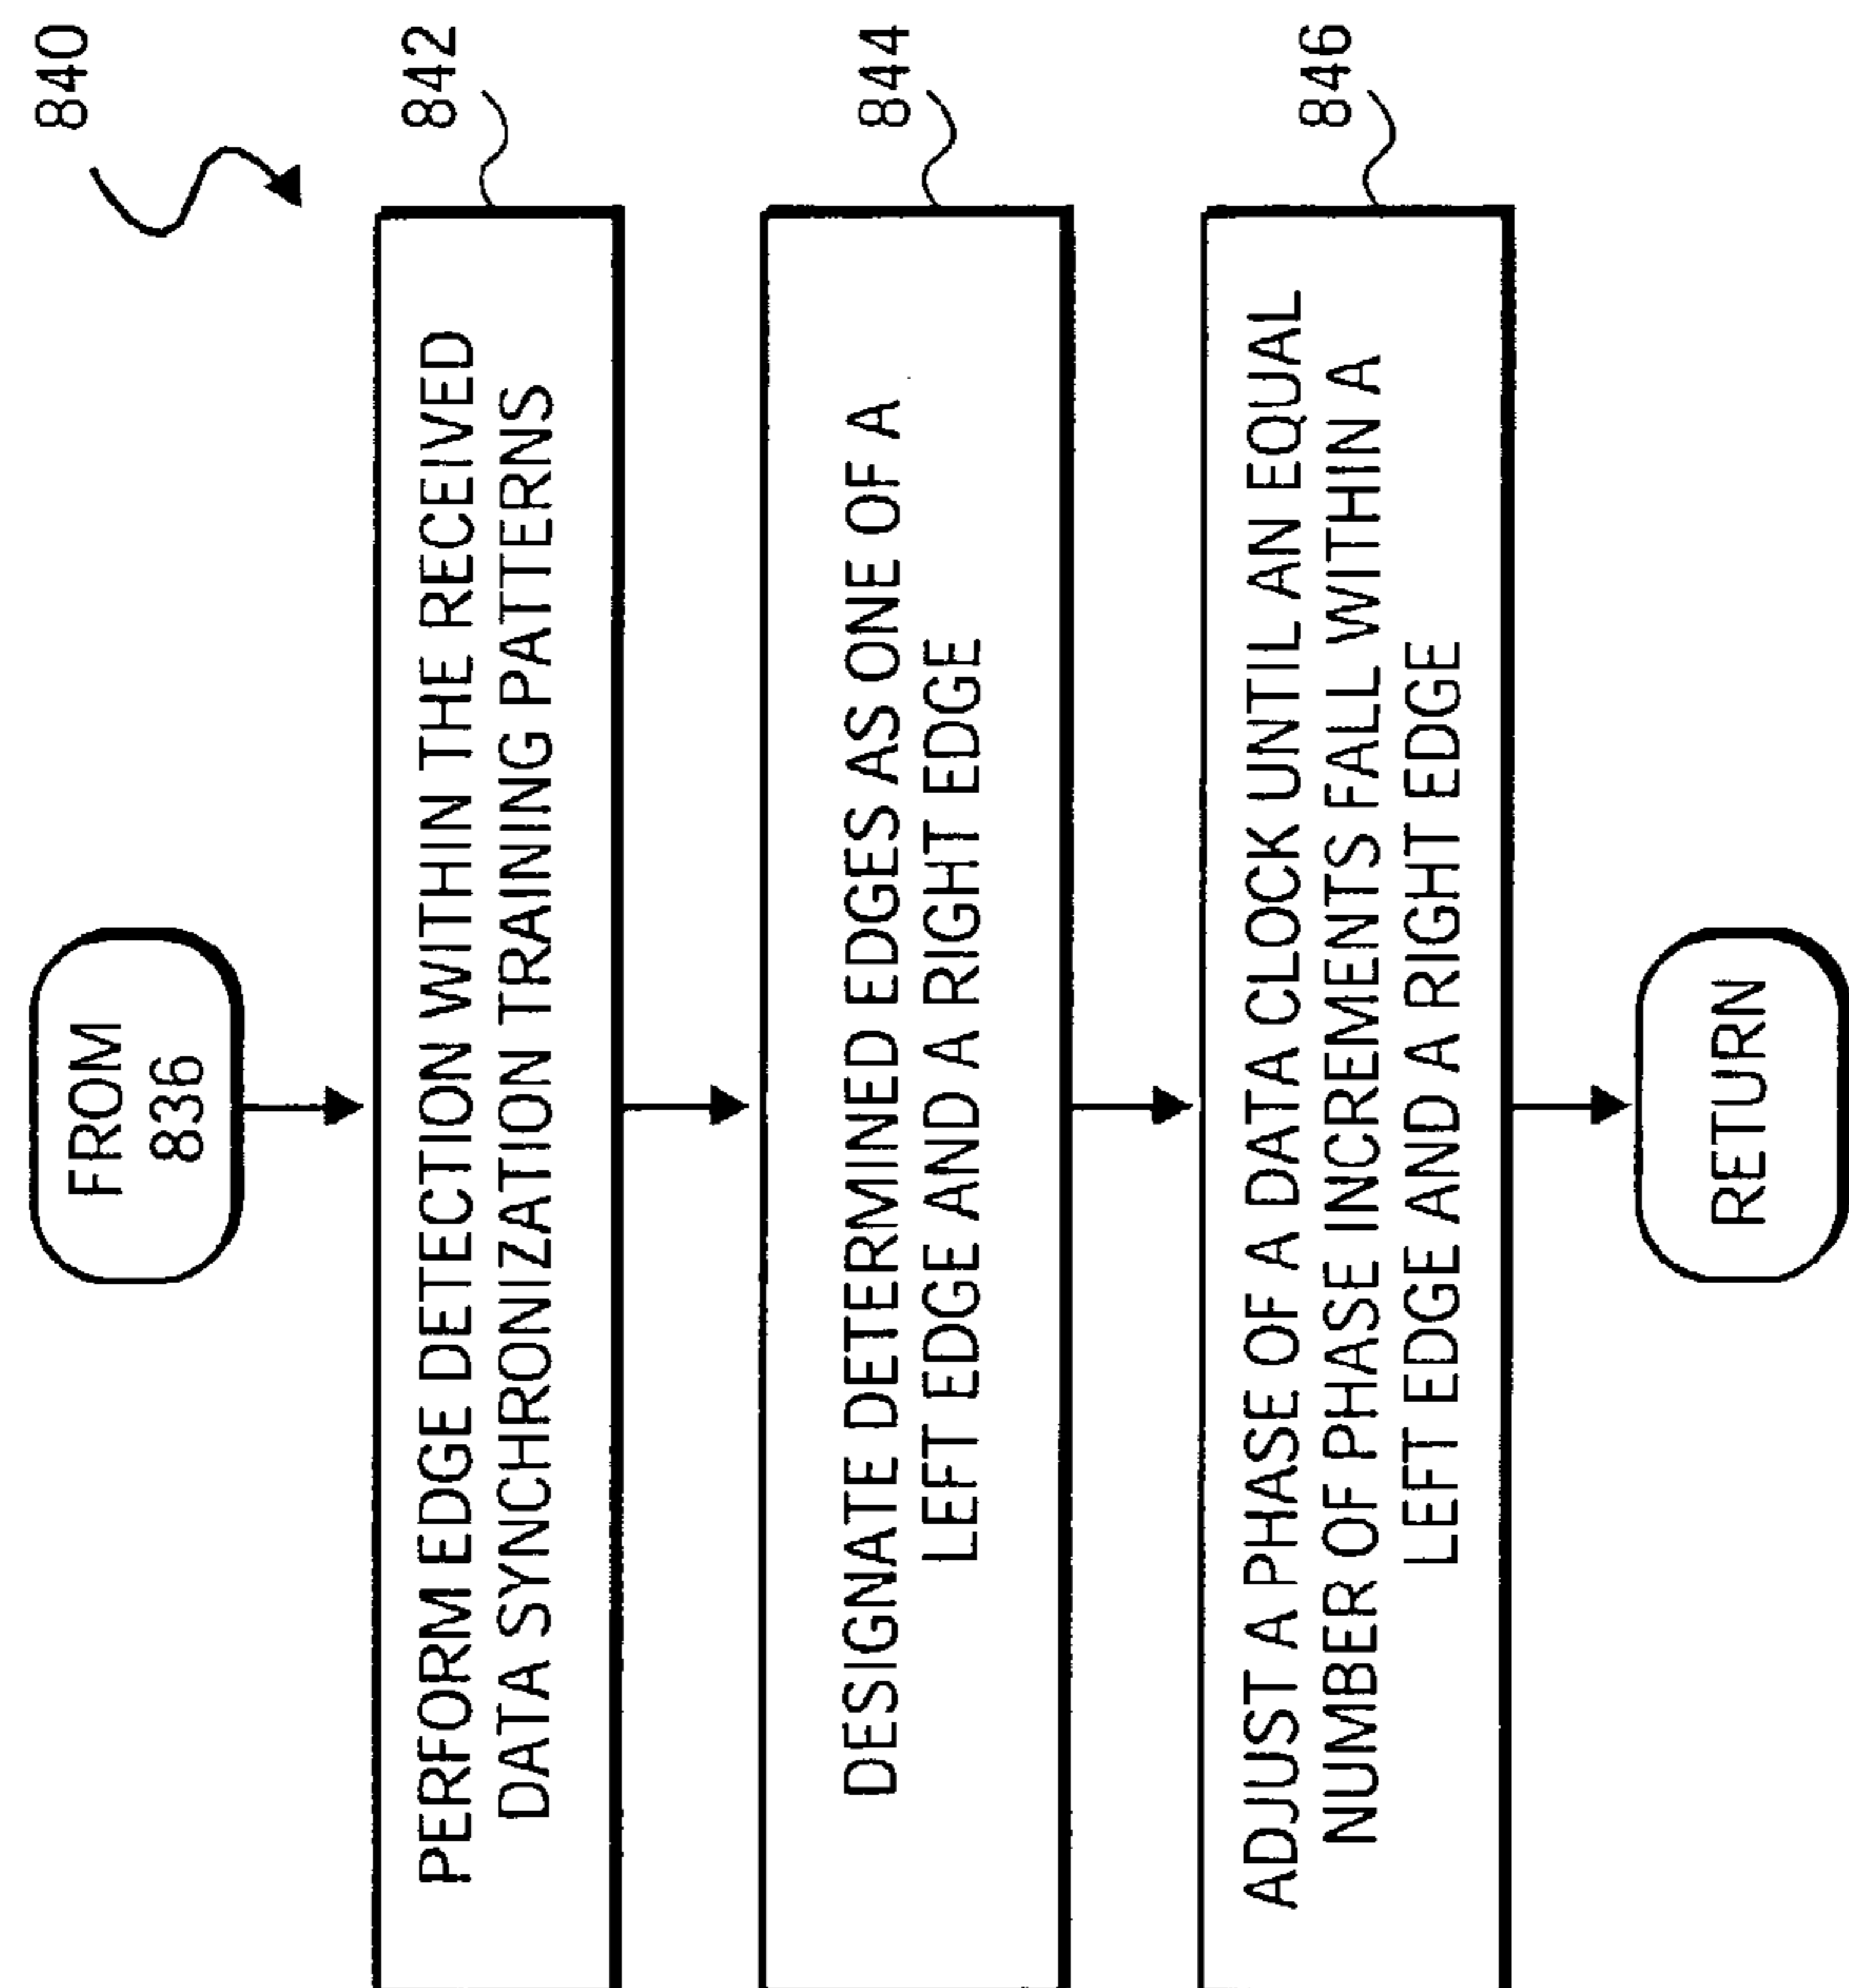 840
FROM
836
842
PERFORM EDGE DETECTION WITHIN THE RECEIVED
DATA SYNCHRONIZATION TRAINING PATTERNS
844
DESIGNATE DETERMINED EDGES AS ONE OF A
LEFT EDGE AND A RIGHT EDGE
846
ADJUST A PHASE OF A DATA CLOCK UNTIL AN EQUAL
NUMBER OF PHASE INCREMENTS FALL WITHIN A
LEFT EDGE AND A RIGHT EDGE
RETURN